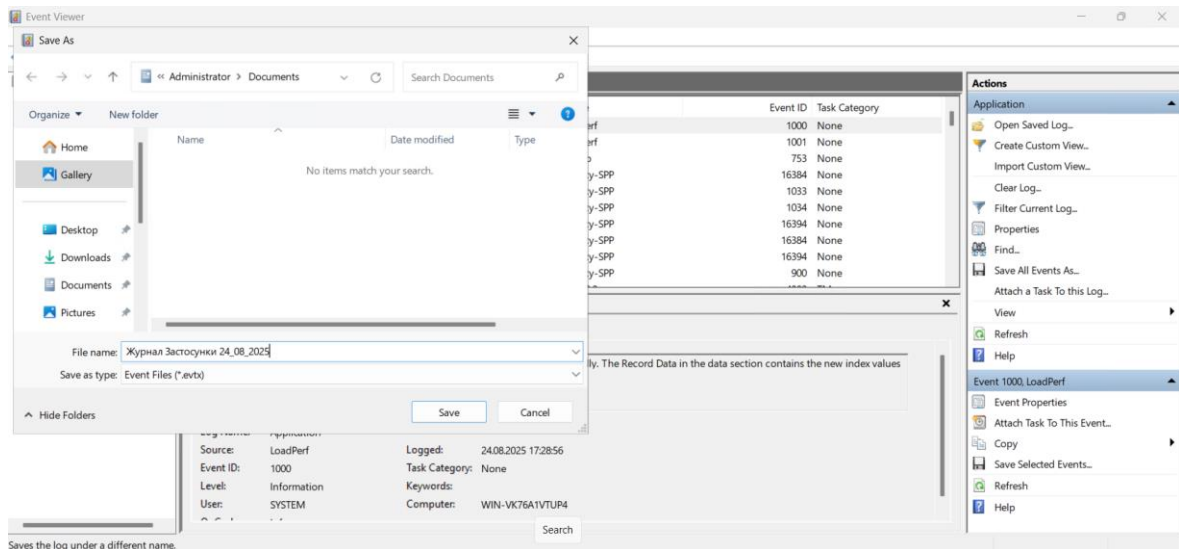 Event Viewer
Save As
« Administrator > Documents
Search Documents
Organize
New folder
Home
Gallery
Desktop
Downloads
Documents
Pictures
Name
Date modified
Type
No items match your search.
File name: Журнал Застосунки 24_08_2025
Save as type: Event Files (*.evtx)
Hide Folders
Save
Cancel
Event ID Task Category
1000 None
1001 None
753 None
y-SPP 16384 None
y-SPP 1033 None
y-SPP 1034 None
y-SPP 16394 None
y-SPP 16384 None
y-SPP 16394 None
y-SPP 900 None
lly. The Record Data in the data section contains the new index values
Source: LoadPerf Logged: 24.08.2025 17:28:56
Event ID: 1000 Task Category: None
Level: Information Keywords:
User: SYSTEM Computer: WIN-VK76A1VTUP4
Search
Saves the log under a different name.
Actions
Application
Open Saved Log...
Create Custom View...
Import Custom View...
Clear Log...
Filter Current Log...
Properties
Find...
Save All Events As...
Attach a Task To this Log...
View
Refresh
Help
Event 1000, LoadPerf
Event Properties
Attach Task To This Event...
Copy
Save Selected Events...
Refresh
Help